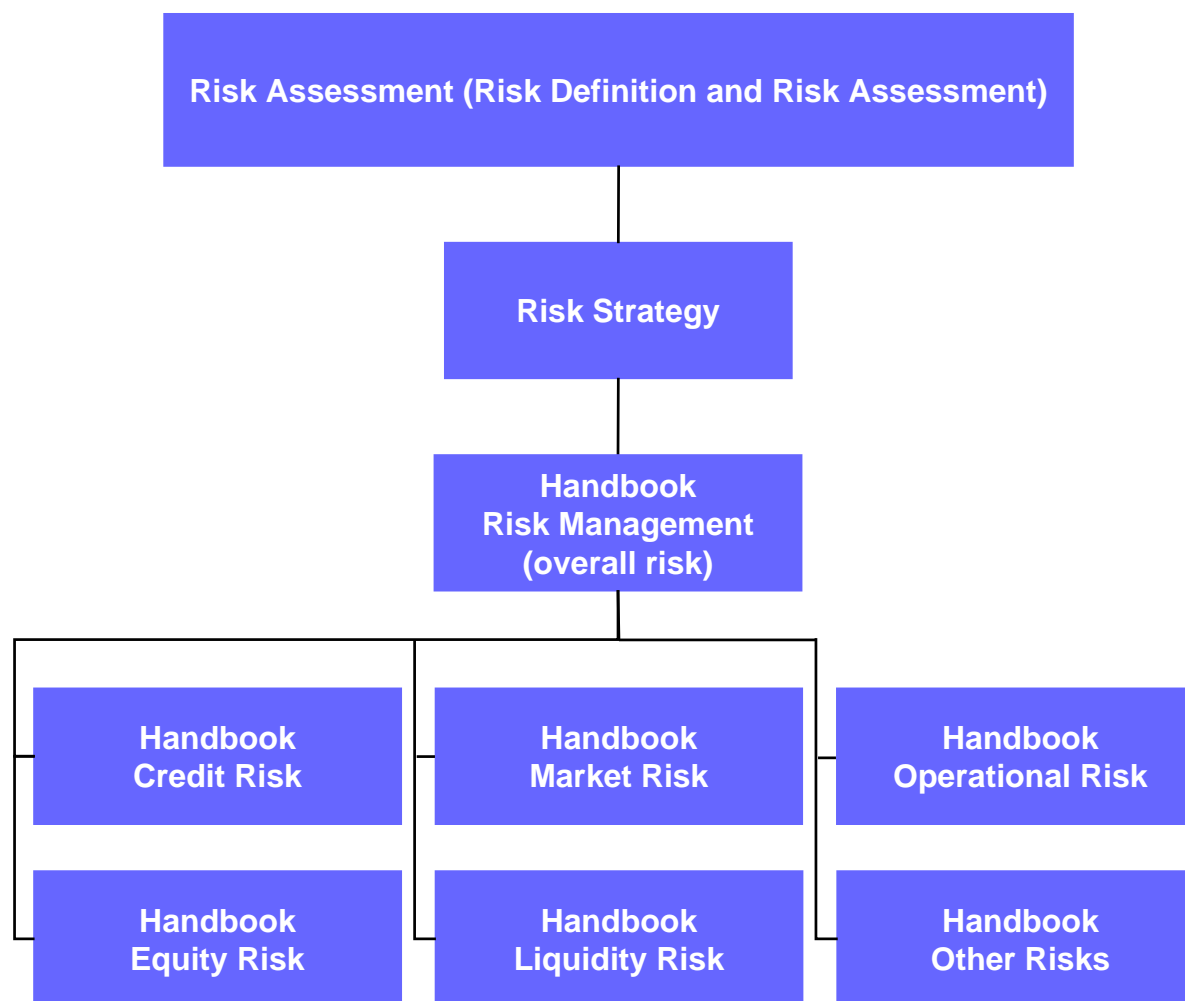 Risk Assessment (Risk Definition and Risk Assessment)
Risk Strategy
Handbook
Risk Management
(overall risk)
Handbook
Credit Risk
Handbook
Market Risk
Handbook
Operational Risk
Handbook
Equity Risk
Handbook
Liquidity Risk
Handbook
Other Risks